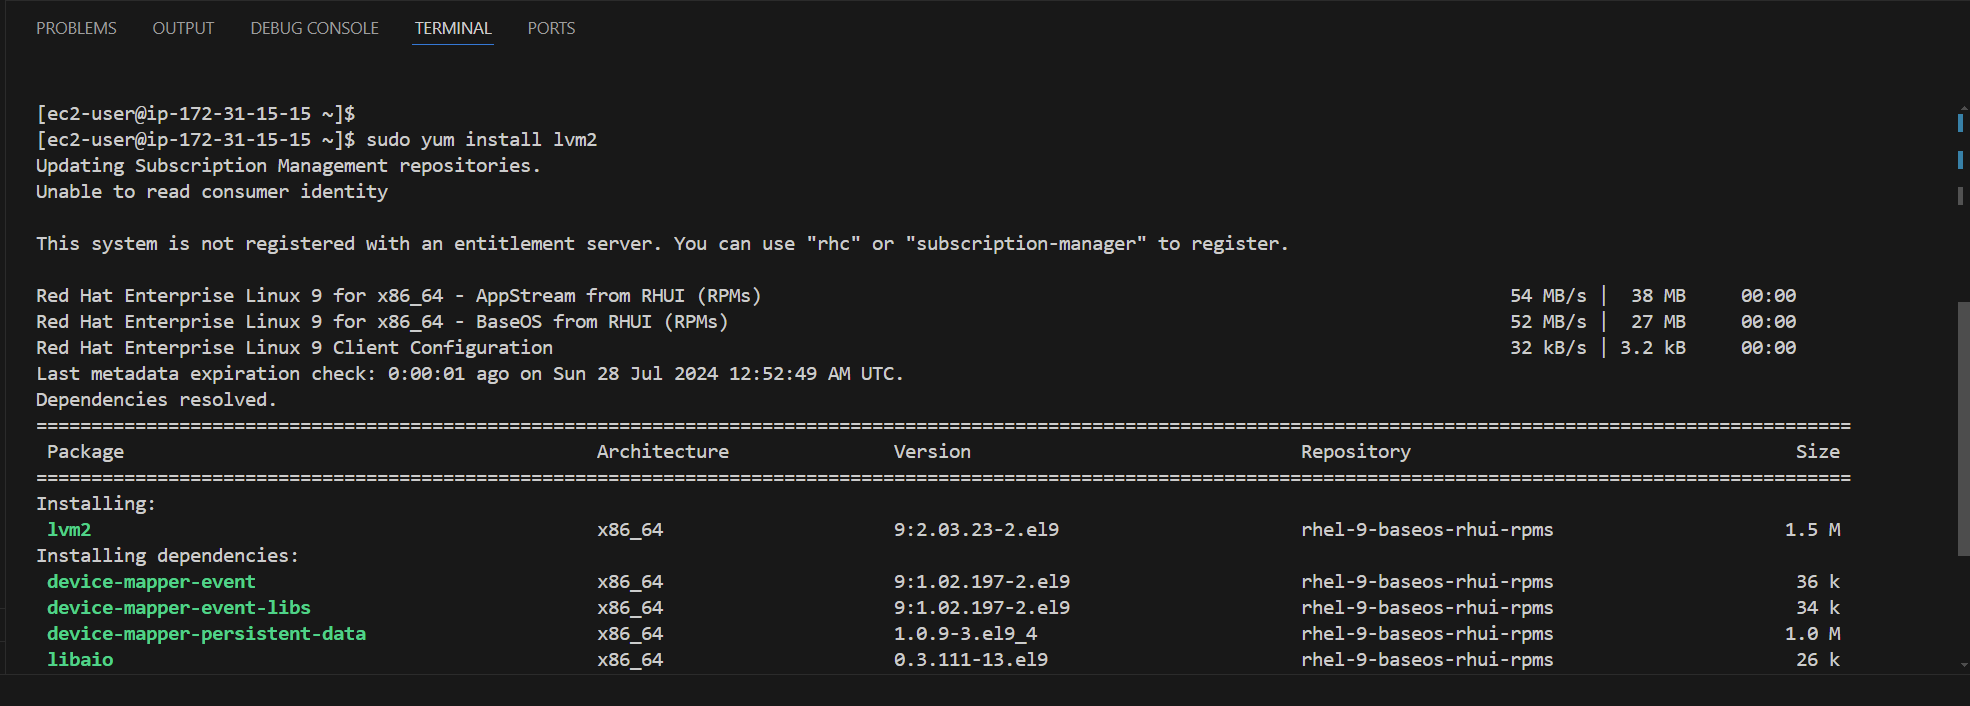 PROBLEMS OUTPUT DEBUG CONSOLE TERMINAL PORTS
[ec2-user@ip-172-31-15-15 ~]$
[ec2-user@ip-172-31-15-15 ~]$ sudo yum install lvm2
Updating Subscription Management repositories.
Unable to read consumer identity
This system is not registered with an entitlement server. You can use "rhc" or "subscription-manager" to register.
Red Hat Enterprise Linux 9 for x86_64 - AppStream from RHUI (RPMs) 54 MB/s | 38 MB 00:00
Red Hat Enterprise Linux 9 for x86_64 - BaseOS from RHUI (RPMs) 52 MB/s | 27 MB 00:00
Red Hat Enterprise Linux 9 Client Configuration 32 kB/s | 3.2 kB 00:00
Last metadata expiration check: 0:00:01 ago on Sun 28 Jul 2024 12:52:49 AM UTC.
Dependencies resolved.
=====================================================================================================================================================================
Package Architecture Version Repository Size
=====================================================================================================================================================================
Installing:
lvm2 x86_64 9:2.03.23-2.el9 rhel-9-baseos-rhui-rpms 1.5 M
Installing dependencies:
device-mapper-event x86_64 9:1.02.197-2.el9 rhel-9-baseos-rhui-rpms 36 k
device-mapper-event-libs x86_64 9:1.02.197-2.el9 rhel-9-baseos-rhui-rpms 34 k
device-mapper-persistent-data x86_64 1.0.9-3.el9_4 rhel-9-baseos-rhui-rpms 1.0 M
libaio x86_64 0.3.111-13.el9 rhel-9-baseos-rhui-rpms 26 k